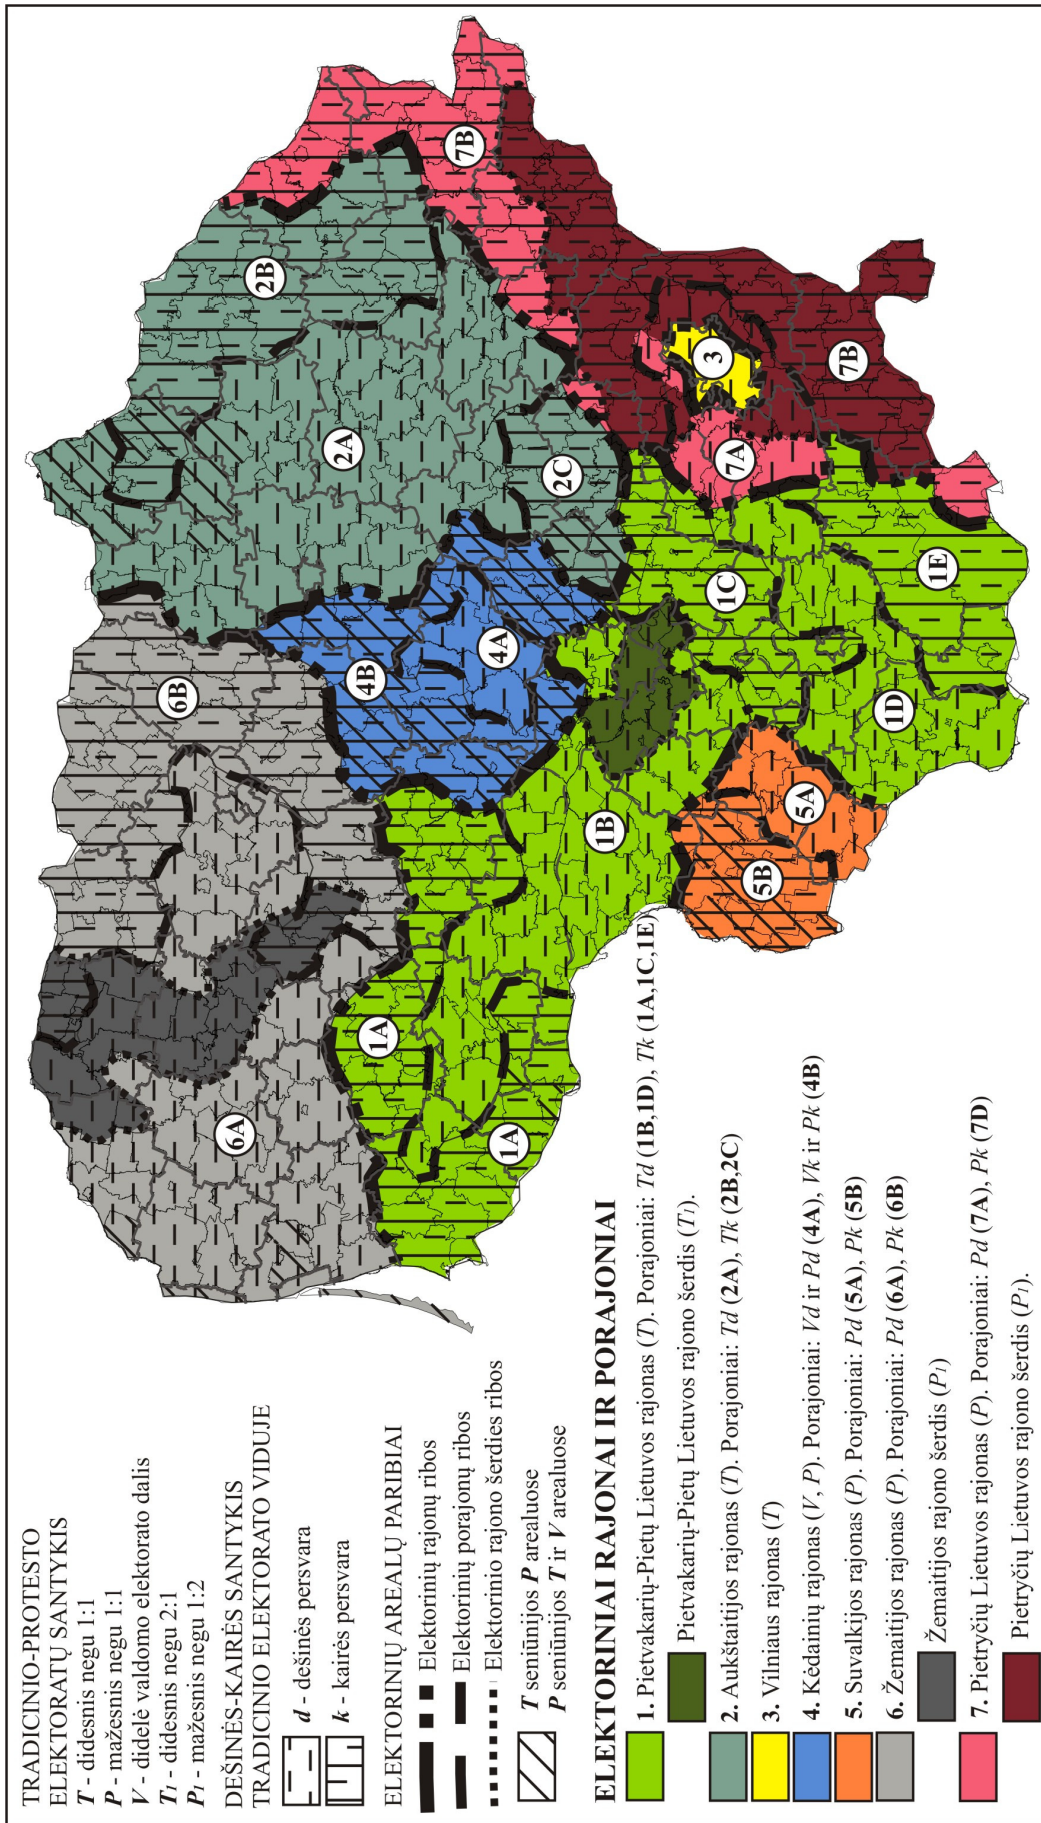 TRADICINIO-PROTESTO
ELEKTORATŲ SANTYKIS
T - didesnis negu 1:1
P - mažesnis negu 1:1
V - didelė valdomo elektorato dalis
T1 - didesnis negu 2:1
P1 - mažesnis negu 1:2
DEŠINĖS-KAIRĖS SANTYKIS
TRADICINIO ELEKTORATO VIDUJE
d - dešinės persvara
k - kairės persvara
ELEKTORINIŲ AREALŲ PARIBIAI
Elektorinių rajonų ribos
Elektorinių porajonų ribos
Elektorinio rajono šerdies ribos
T seniūnijos P arealuose
P seniūnijos T ir V arealuose
ELEKTORINIAI RAJONAI IR PORAJONIAI
1. Pietvakarių-Pietų Lietuvos rajonas (T). Porajoniai: Td (1B,1D), Tk (1A,1C,1E)
Pietvakarių-Pietų Lietuvos rajono šerdis (T1).
2. Aukštaitijos rajonas (T). Porajoniai: Td (2A), Tk (2B,2C)
3. Vilniaus rajonas (T)
4. Kėdainių rajonas (V, P). Porajoniai: Vd ir Pd (4A), Vk ir Pk (4B)
5. Suvalkijos rajonas (P). Porajoniai: Pd (5A), Pk (5B)
6. Žemaitijos rajonas (P). Porajoniai: Pd (6A), Pk (6B)
Žemaitijos rajono šerdis (P1)
7. Pietryčių Lietuvos rajonas (P). Porajoniai: Pd (7A), Pk (7D)
Pietryčių Lietuvos rajono šerdis (P1).
6A
6B
2B
2A
7B
4B
4A
2C
1A
1A
1B
3
7A
7B
1C
5B
5A
1D
1E